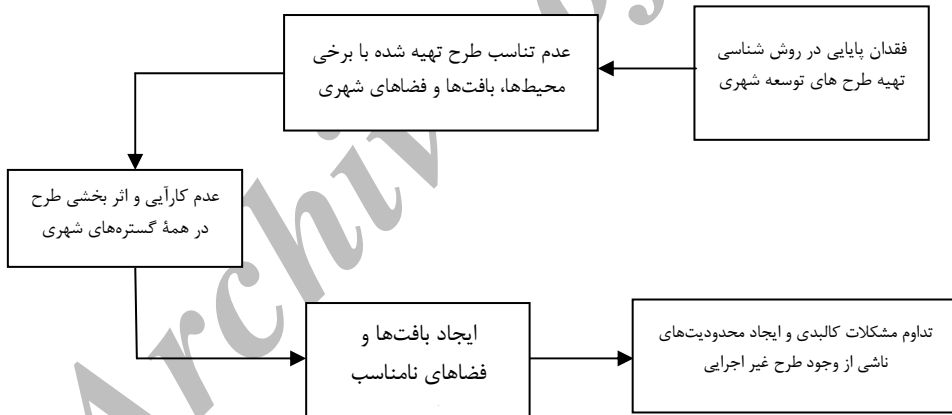 فقدان پایایی در روش شناسی
تهیه طرح های توسعه شهری
عدم تناسب طرح تهیه شده با برخی
محیط‌ها، بافت‌ها و فضاهای شهری
عدم کارآیی و اثر بخشی طرح
در همۀ گستره‌های شهری
ایجاد بافت‌ها و
فضاهای نامناسب
تداوم مشکلات کالبدی و ایجاد محدودیت‌های
ناشی از وجود طرح غیر اجرایی
Archive